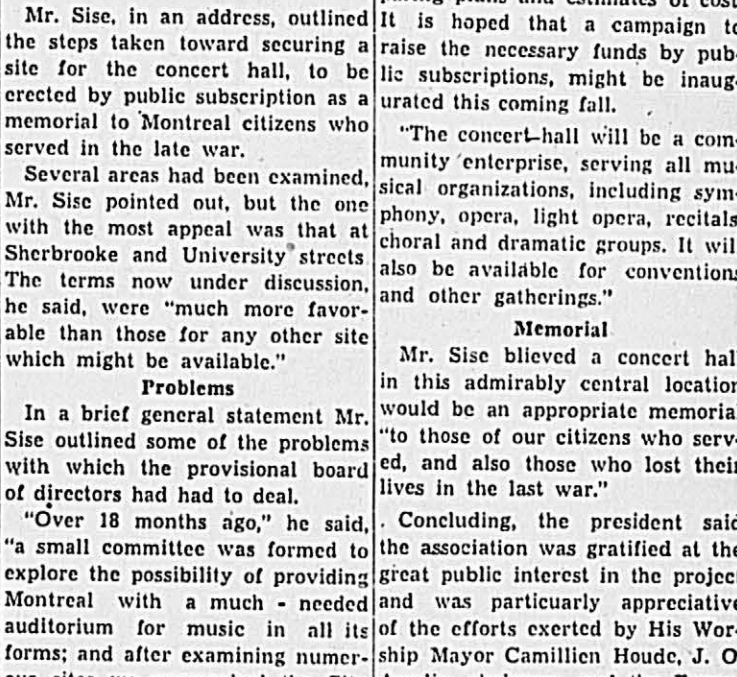 Mr. Sise, in an address, outlined
the steps taken toward securing a
site for the concert hall, to be
erected by public subscription as a
memorial to Montreal citizens who
served in the late war.
Several areas had been examined,
Mr. Sise pointed out, but the one
with the most appeal was that at
Sherbrooke and University streets
The terms now under discussion,
he said, were "much more favor-
able than those for any other site
which might be available."
Problems
In a brief general statement Mr.
Sise outlined some of the problems
with which the provisional board
of directors had had to deal.
"Over 18 months ago," he said,
"a small committee was formed to
explore the possibility of providing
Montreal with a much - needed
auditorium for music in all its
forms; and after examining numer-
plans and estimates of cost
It is hoped that a campaign to
raise the necessary funds by pub-
lic subscriptions, might be inaug-
urated this coming fall.
"The concert-hall will be a com-
munity enterprise, serving all mu-
sical organizations, including sym-
phony, opera, light opera, recitals
choral and dramatic groups. It will
also be available for conventions
and other gatherings."
Memorial
Mr. Sise blieved a concert hall
in this admirably central location
would be an appropriate memorial
"to those of our citizens who serv-
ed, and also those who lost their
lives in the last war."
Concluding, the president said
the association was gratified at the
great public interest in the project
and was particuarly appreciative
of the efforts exerted by His Wor-
ship Mayor Camillien Houde, J. O